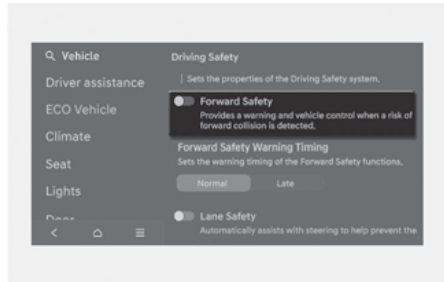 Vehicle
Driver assistance
ECO Vehicle
Climate
Seat
Lights
Door
Driving Safety
Sets the properties of the Driving Safety system.
Forward Safety
Provides a warning and vehicle control when a risk of
forward collision is detected.
Forward Safety Warning Timing
Sets the warning timing of the Forward Safety functions.
Normal Late
Lane Safety
Automatically assists with steering to help prevent the